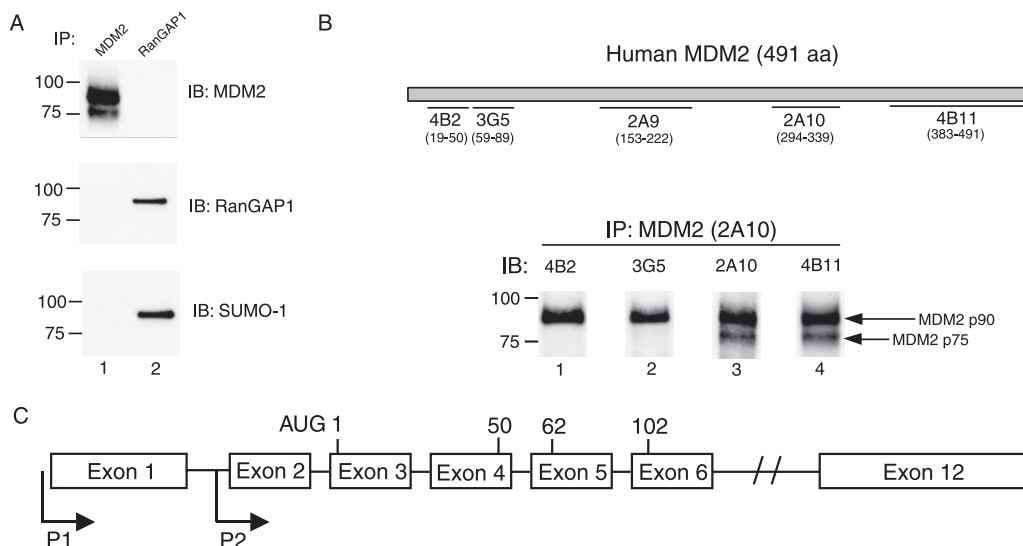 A
IP:
MDM2
RanGAP1
100
75
IB: MDM2
100
75
IB: RanGAP1
100
75
IB: SUMO-1
1 2
B
Human MDM2 (491 aa)
4B2 3G5 2A9 2A10 4B11
(19-50) (59-89) (153-222) (294-339) (383-491)
IP: MDM2 (2A10)
IB: 4B2 3G5 2A10 4B11
100
75
MDM2 p90
MDM2 p75
1 2 3 4
C
AUG 1 50 62 102
Exon 1 Exon 2 Exon 3 Exon 4 Exon 5 Exon 6 Exon 12
P1 P2